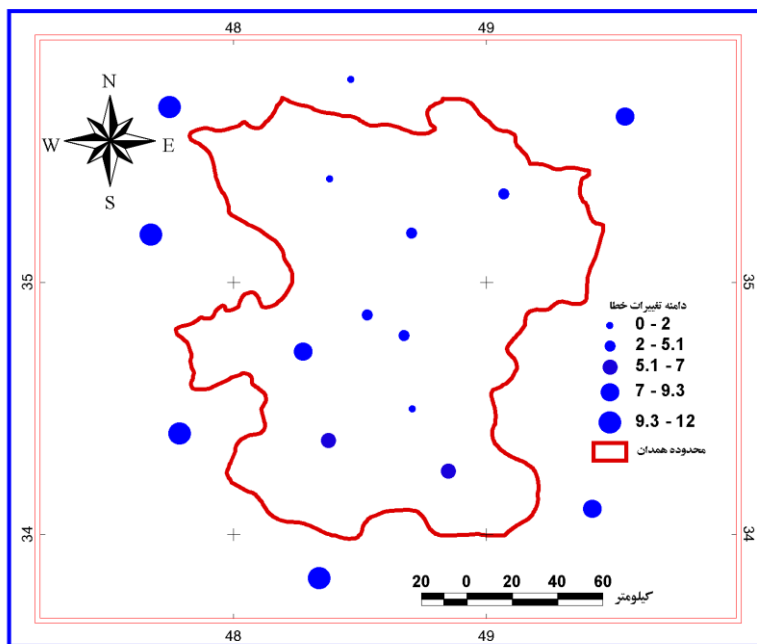 48 49
N
W E
S
35 35
دامنه تغییرات خطا
0 - 2
2 - 5.1
5.1 - 7
7 - 9.3
9.3 - 12
محدوده همدان
34 34
20 0 20 40 60
کیلومتر
48 49